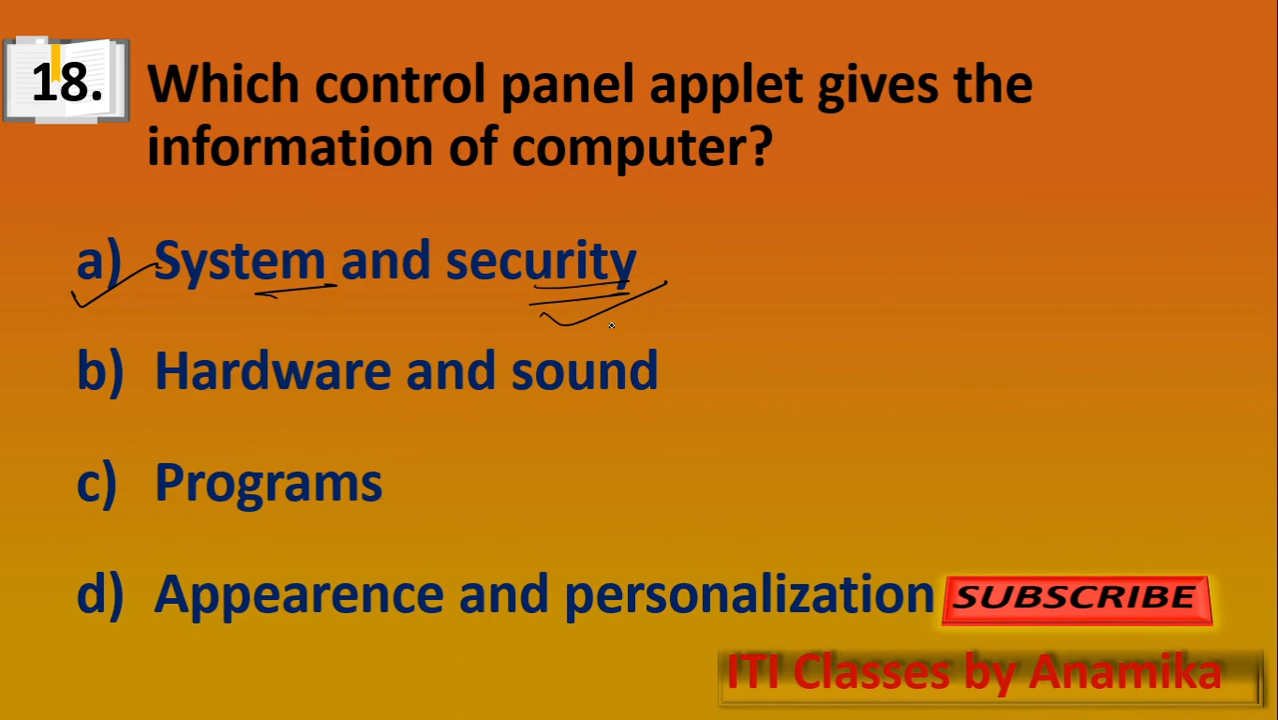 18. Which control panel applet gives the
information of computer?
a) System and security
b) Hardware and sound
c) Programs
d) Appearence and personalization
SUBSCRIBE
ITI Classes by Anamika